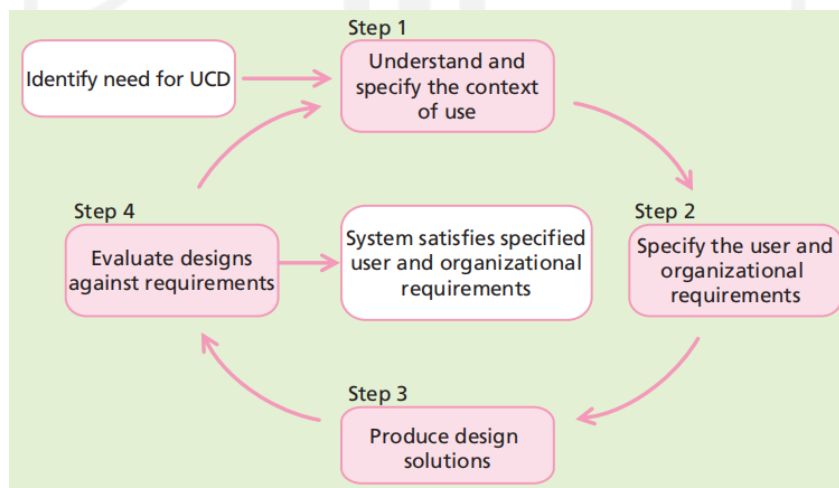 Step 1
Identify need for UCD
Understand and
specify the context
of use
Step 4
Evaluate designs
against requirements
System satisfies specified
user and organizational
requirements
Step 2
Specify the user and
organizational
requirements
Step 3
Produce design
solutions